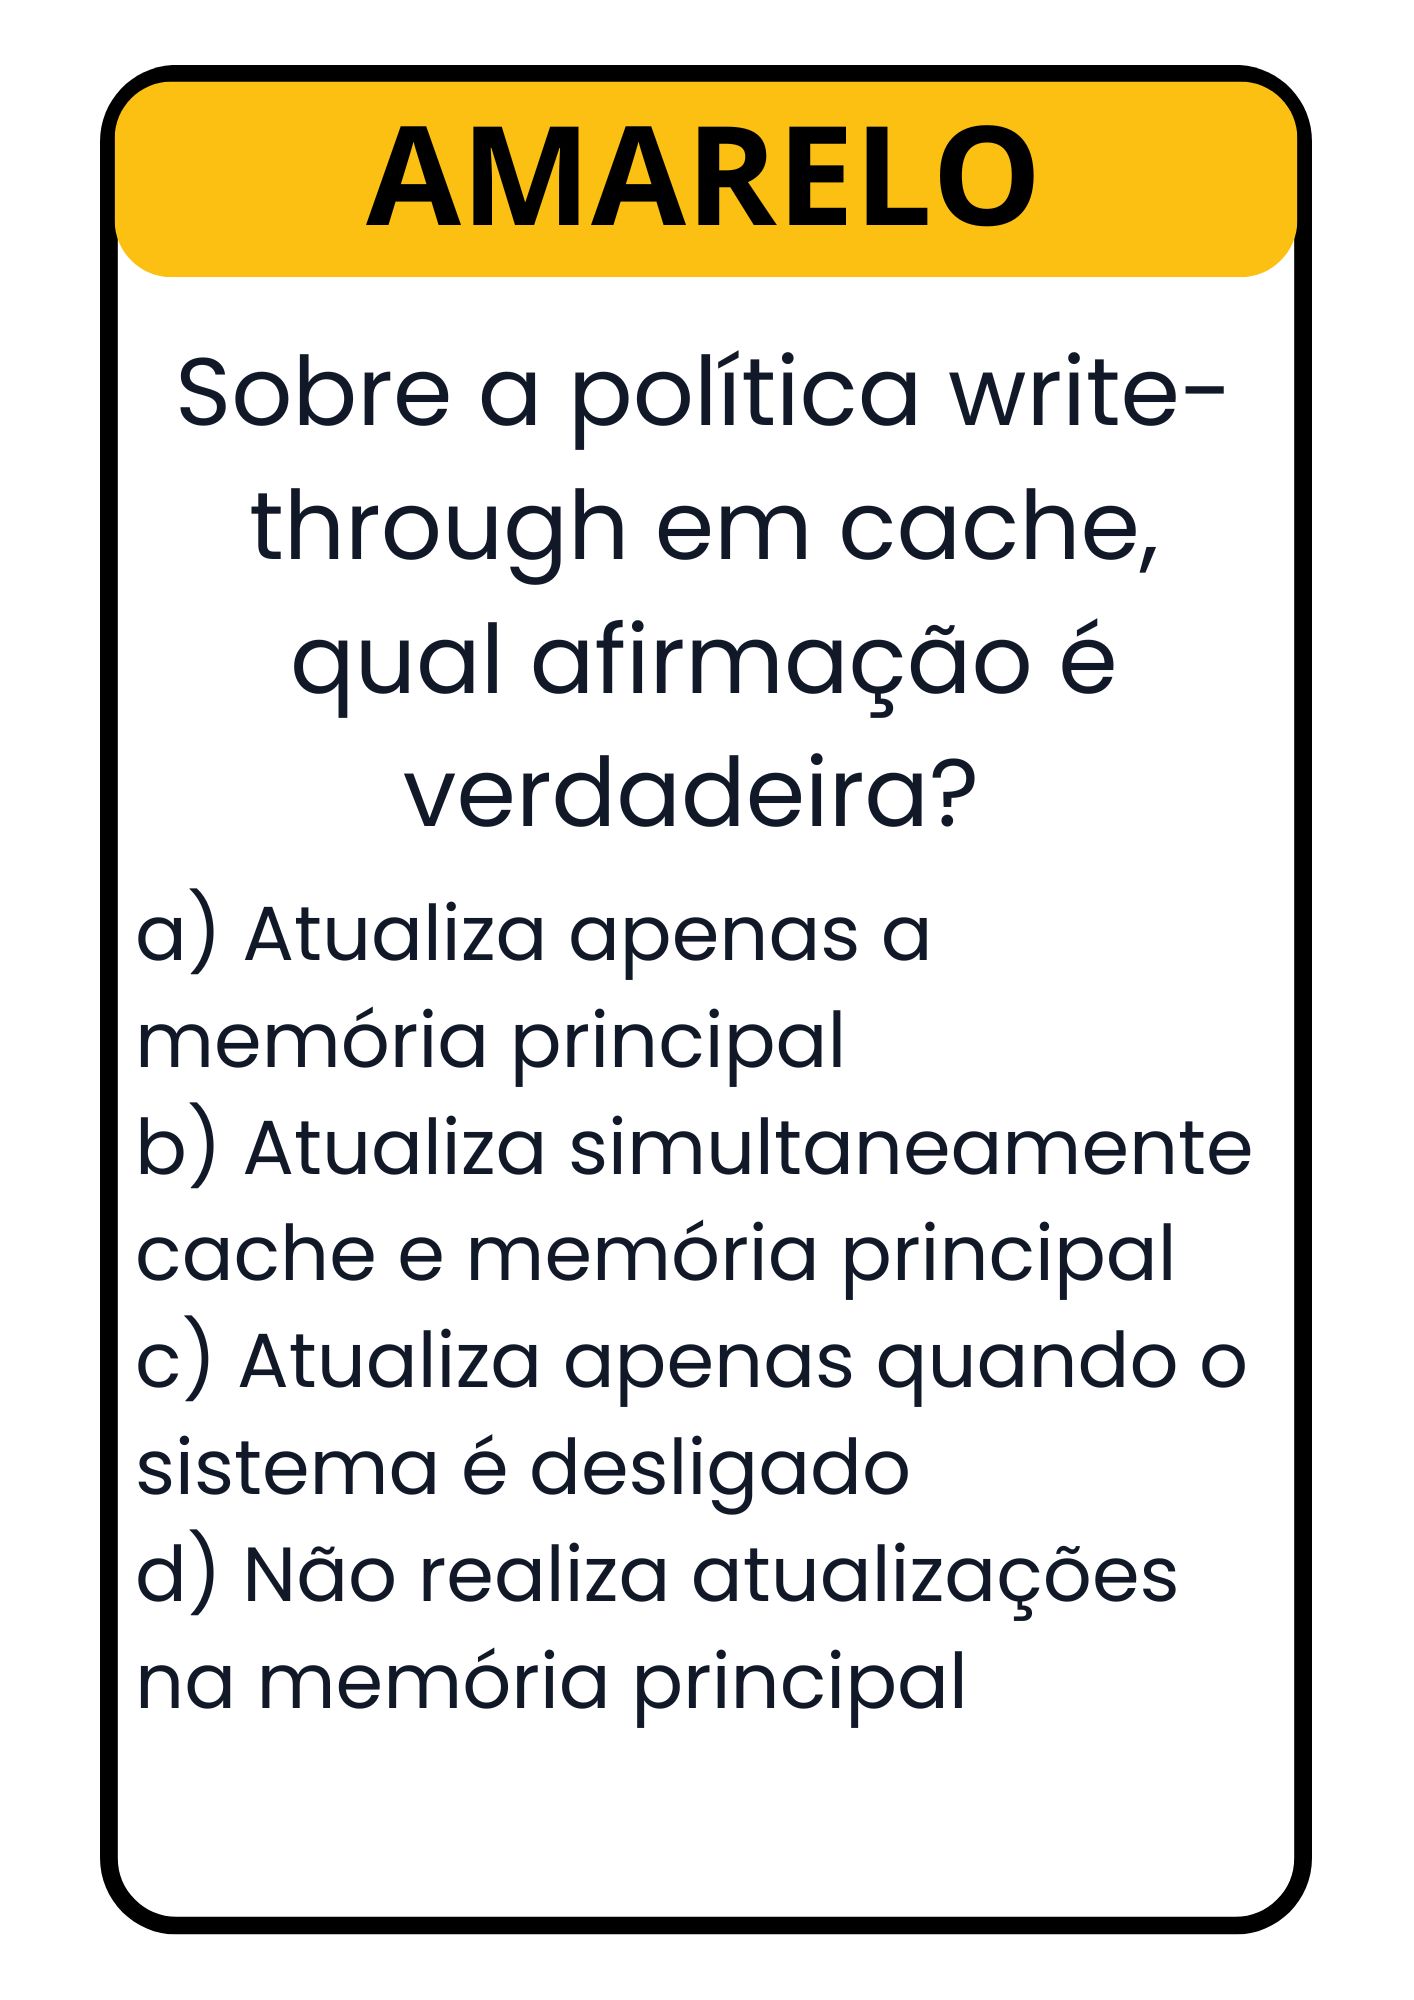 AMARELO
Sobre a política write-
through em cache,
qual afirmação é
verdadeira?
a) Atualiza apenas a
memória principal
b) Atualiza simultaneamente
cache e memória principal
c) Atualiza apenas quando o
sistema é desligado
d) Não realiza atualizações
na memória principal